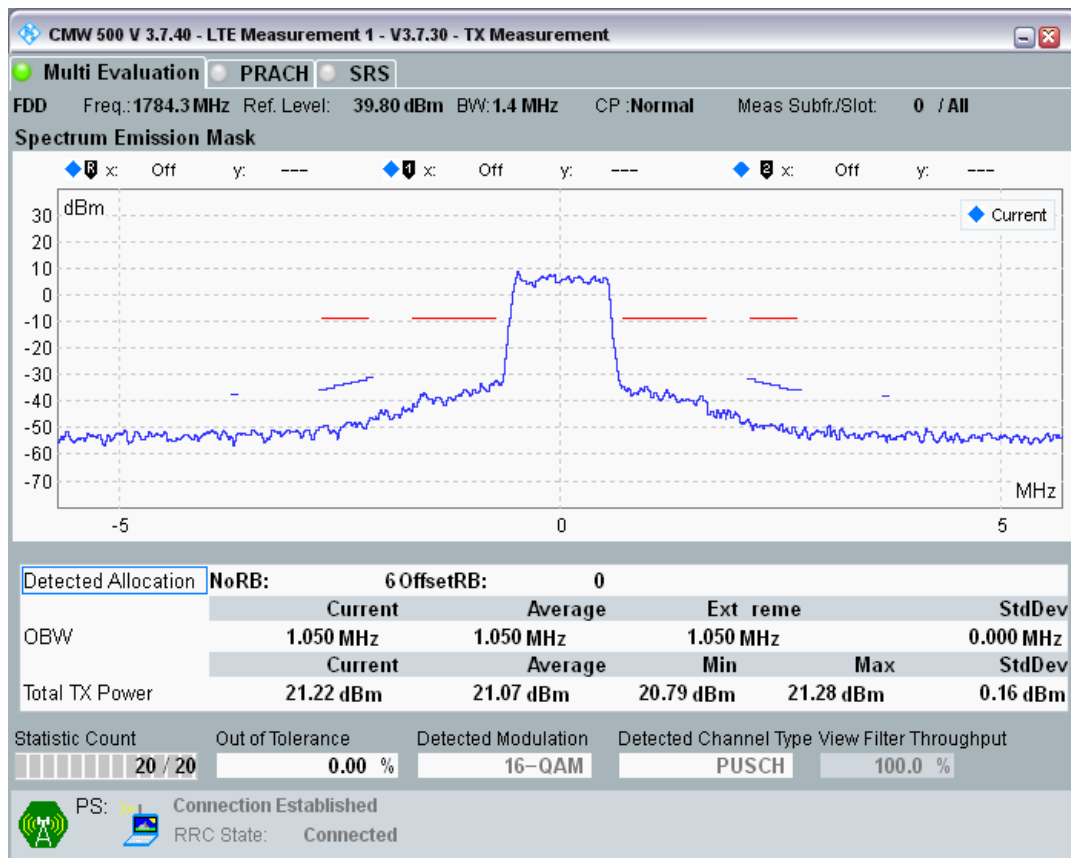 CMW 500 V 3.7.40 - LTE Measurement 1 - V3.7.30 - TX Measurement
Multi Evaluation PRACH SRS
FDD Freq.:1784.3 MHz Ref. Level: 39.80 dBm BW:1.4 MHz CP :Normal Meas Subfr./Slot: 0 / All
Spectrum Emission Mask
R x: Off y: --- 1 x: Off y: --- 2 x: Off y: ---
dBm
Current
30
20
10
0
-10
-20
-30
-40
-50
-60
-70
MHz
-5 0 5
Detected Allocation NoRB: 6 OffsetRB: 0
Current Average Ext reme StdDev
OBW 1.050 MHz 1.050 MHz 1.050 MHz 0.000 MHz
Current Average Min Max StdDev
Total TX Power 21.22 dBm 21.07 dBm 20.79 dBm 21.28 dBm 0.16 dBm
Statistic Count Out of Tolerance Detected Modulation Detected Channel Type View Filter Throughput
20 / 20 0.00 % 16-QAM PUSCH 100.0 %
PS: Connection Established
RRC State: Connected